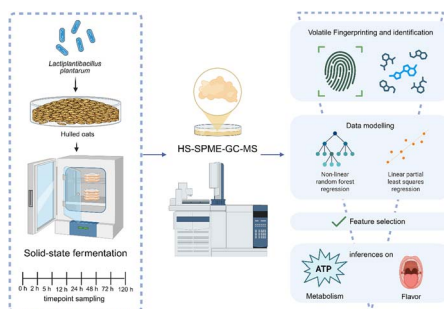 Lactiplantibacillus
plantarum
Hulled oats
Solid-state fermentation
0 h 2 h 5 h 12 h 24 h 48 h 72 h 120 h
timepoint sampling
HS-SPME-GC-MS
Volatile Fingerprinting and identification
Data modelling
Non-linear
random forest
regression
Linear partial
least squares
regression
Feature selection
inferences on
ATP
Metabolism
Flavor